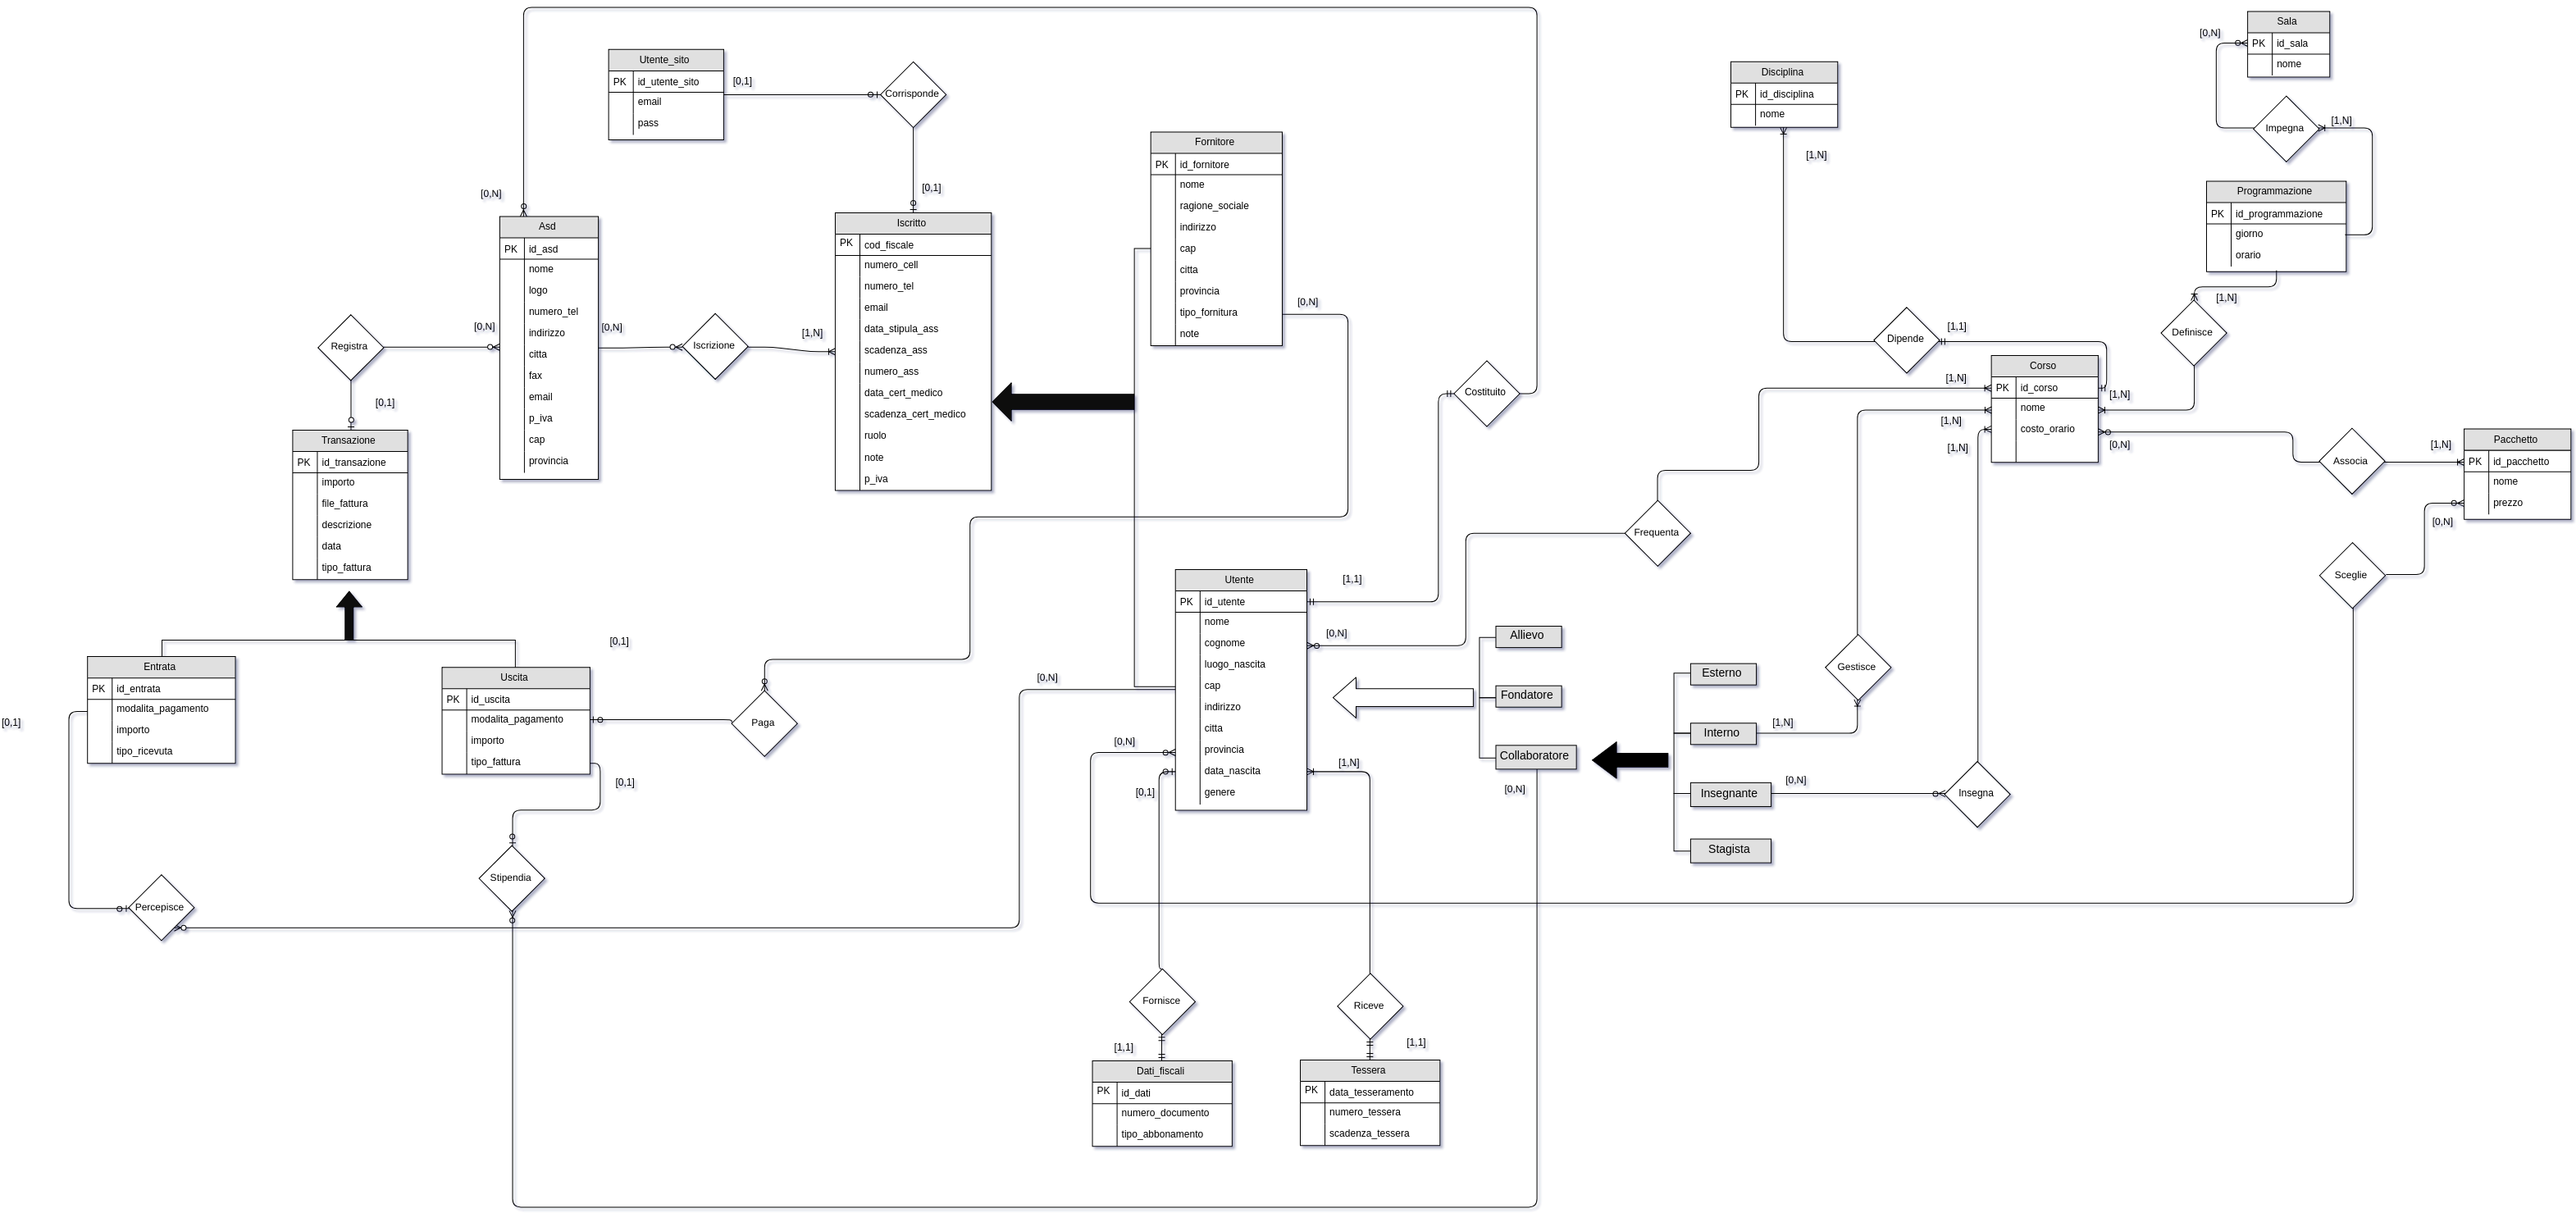 Sala
PK id_sala
nome
[0,N]
Utente_sito
PK id_utente_sito
email
pass
[0,1]
Corrisponde
[0,1]
Disciplina
PK id_disciplina
nome
[1,N]
Impegna
[1,N]
Fornitore
PK id_fornitore
nome
ragione_sociale
indirizzo
cap
citta
provincia
tipo_fornitura
note
[0,N]
Programmazione
PK id_programmazione
giorno
orario
[1,N]
[0,N]
Asd
PK id_asd
nome
logo
numero_tel
indirizzo
citta
fax
email
p_iva
cap
provincia
Iscritto
PK cod_fiscale
numero_cell
numero_tel
email
data_stipula_ass
scadenza_ass
numero_ass
data_cert_medico
scadenza_cert_medico
ruolo
note
p_iva
Registra
[0,N]
[0,N]
Iscrizione
[1,N]
[0,1]
Dipende
[1,1]
Definisce
Costituito
Corso
PK id_corso
nome
costo_orario
[1,N]
[1,N]
[1,N]
[1,N]
[0,N]
Associa
[1,N]
Pacchetto
PK id_pacchetto
nome
prezzo
[0,N]
Transazione
PK id_transazione
importo
file_fattura
descrizione
data
tipo_fattura
Frequenta
Sceglie
Utente
PK id_utente
nome
cognome
luogo_nascita
cap
indirizzo
citta
provincia
data_nascita
genere
[1,1]
[0,N]
[0,N]
[0,N]
[0,1]
[1,N]
Allievo
Fondatore
Collaboratore
[0,N]
Esterno
Interno
Insegnante
Stagista
[1,N]
[0,N]
Gestisce
Insegna
Entrata
PK id_entrata
modalita_pagamento
importo
tipo_ricevuta
[0,1]
Uscita
PK id_uscita
modalita_pagamento
importo
tipo_fattura
[0,1]
[0,1]
Paga
Stipendia
Percepisce
Fornisce
Riceve
[1,1]
[1,1]
Dati_fiscali
PK id_dati
numero_documento
tipo_abbonamento
Tessera
PK data_tesseramento
numero_tessera
scadenza_tessera